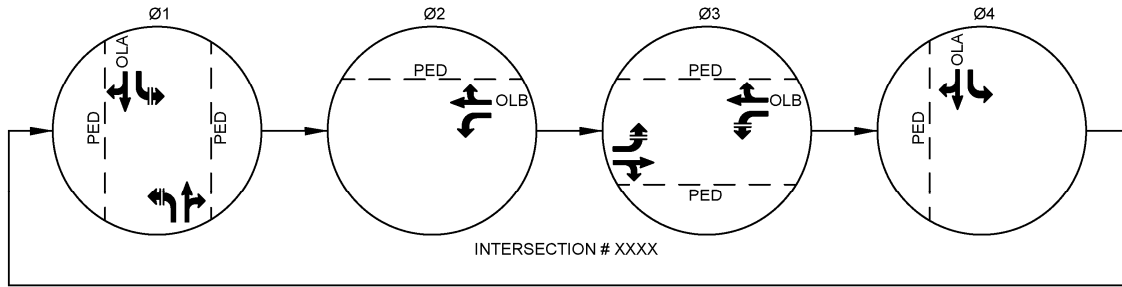 Ø1
Ø2
Ø3
Ø4
OLA
PED
PED
PED
OLB
PED
OLB
PED
OLA
PED
INTERSECTION # XXXX